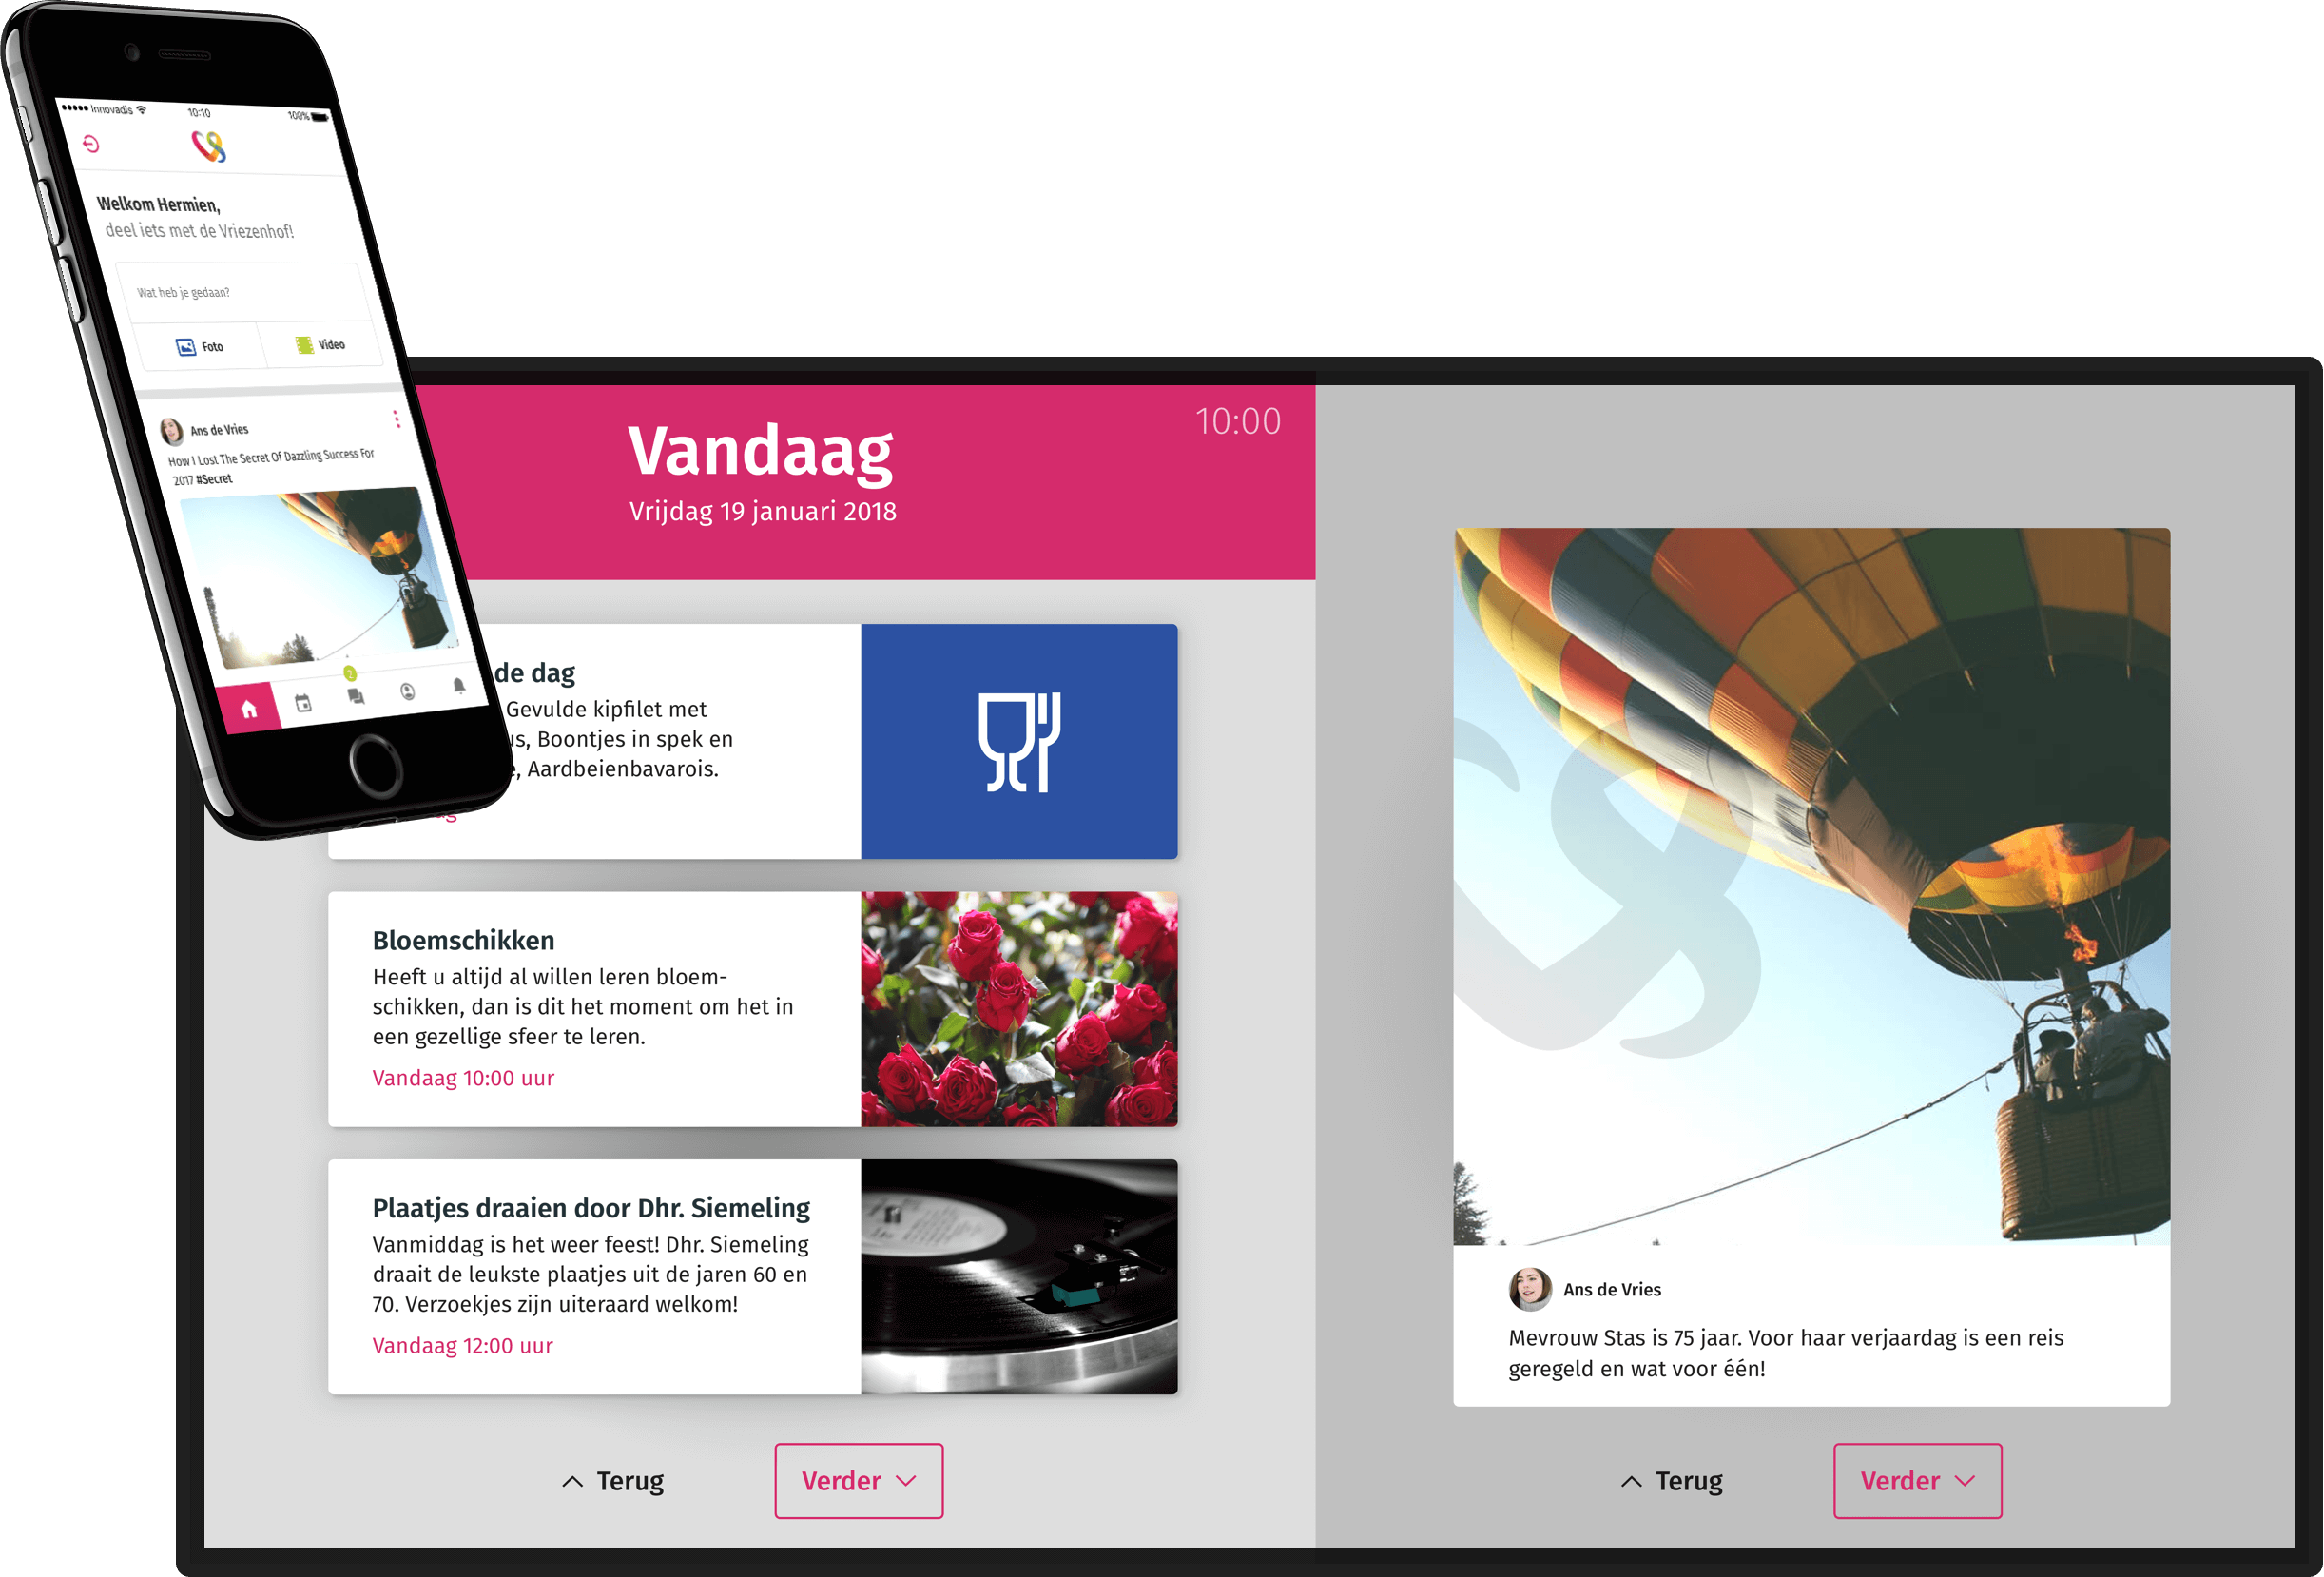 Innovadis
10:10
100%
Welkom Hermien,
deel iets met de Vriezenhof!
Wat heb je gedaan?
Foto
Video
Ans de Vries
How I Lost The Secret Of Dazzling Success For
2017 #Secret
2
Vandaag
10:00
Vrijdag 19 januari 2018
de dag
Gevulde kipfilet met
Boontjes in spek en
Aardbeienbavarois.
Bloemschikken
Heeft u altijd al willen leren bloem-
schikken, dan is dit het moment om het in
een gezellige sfeer te leren.
Vandaag 10:00 uur
Plaatjes draaien door Dhr. Siemeling
Vanmiddag is het weer feest! Dhr. Siemeling
draait de leukste plaatjes uit de jaren 60 en
70. Verzoekjes zijn uiteraard welkom!
Vandaag 12:00 uur
Terug
Verder
Ans de Vries
Mevrouw Stas is 75 jaar. Voor haar verjaardag is een reis
geregeld en wat voor één!
Terug
Verder